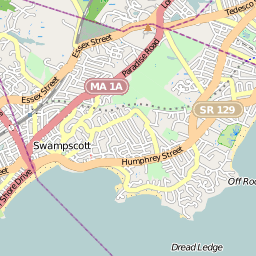 Tedesco
Essex Street
Paradise Road
MA 1A
Essex Street
SR 129
Swampscott
Humphrey Street
Shore Drive
Off Ro
Dread Ledge